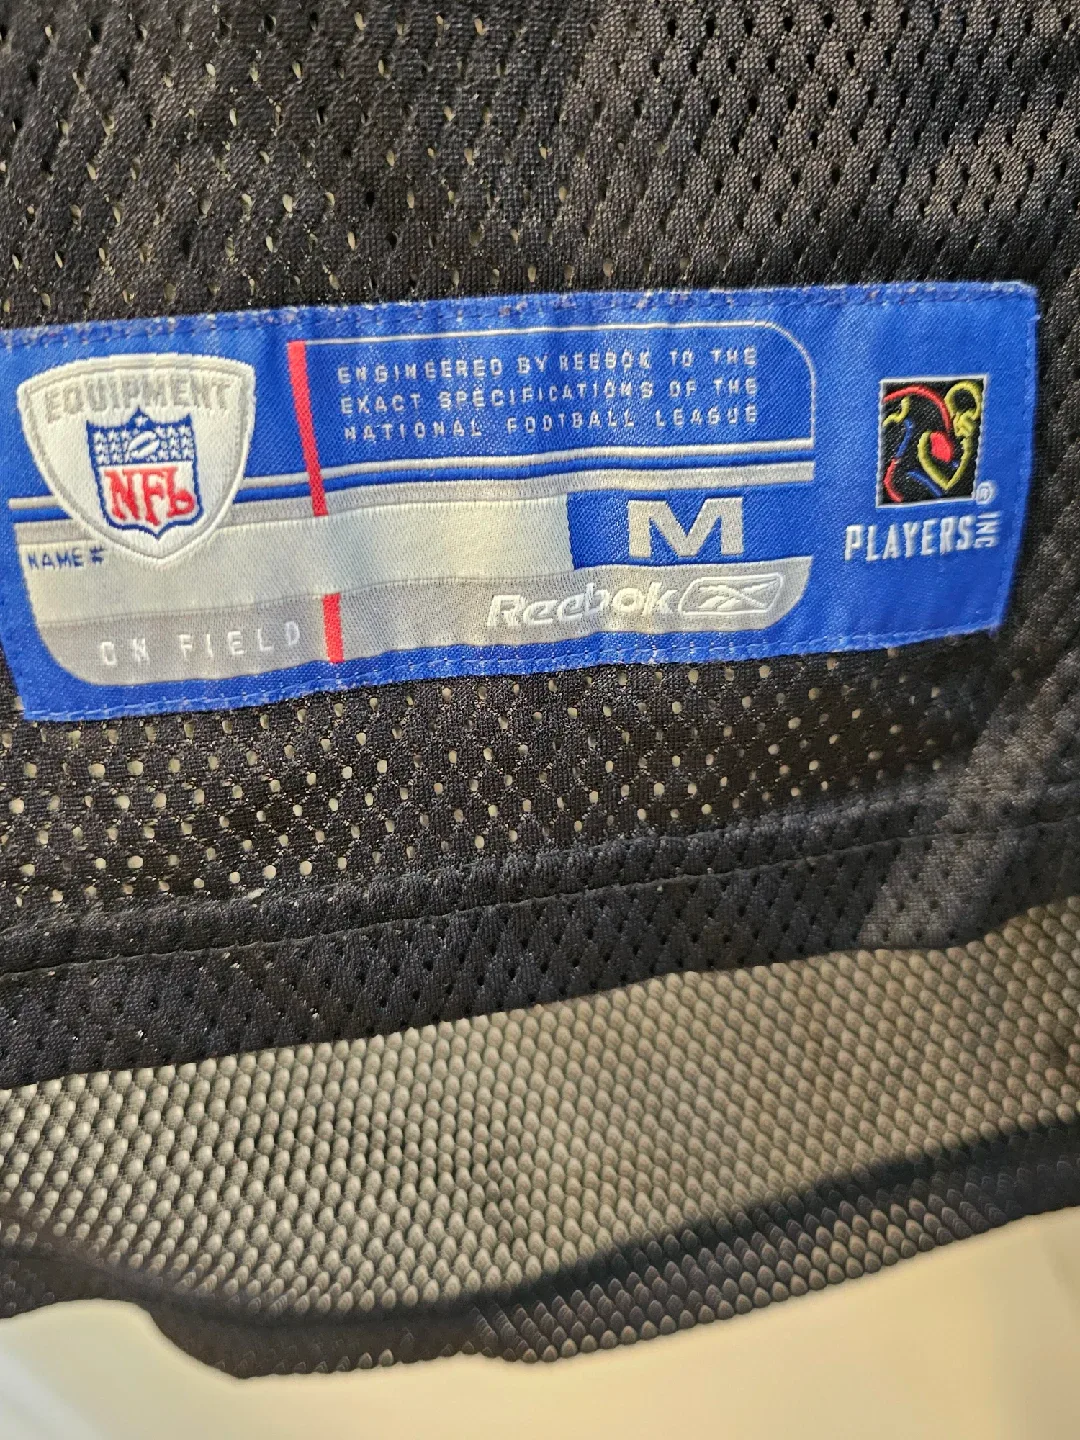 EQUIPMENT
NFL
ENGINEERED BY REEBOK TO THE
EXACT SPECIFICATIONS OF THE
NATIONAL FOOTBALL LEAGUE
NAME #
M
Reebok
ON FIELD
PLAYERS INC ®